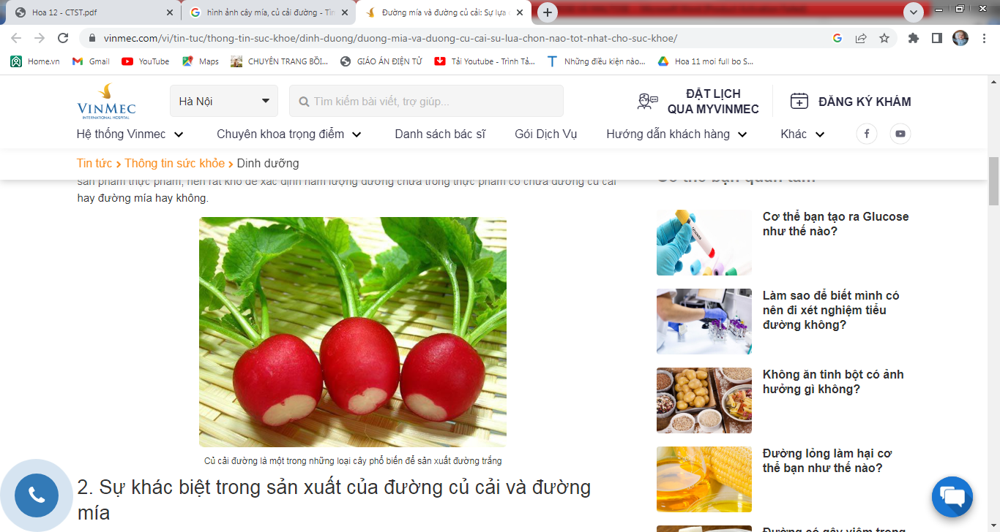 Hoa 12 - CTST.pdf
hình ảnh cây mía, củ cải đường - Tìm
Đường mía và đường củ cải: Sự lựa
vinmec.com/vi/tin-tuc/thong-tin-suc-khoe/dinh-duong/duong-mia-va-duong-cu-cai-su-lua-chon-nao-tot-nhat-cho-suc-khoe/
Home.vn
Gmail
YouTube
Maps
CHUYÊN TRANG BỒI...
GIÁO ÁN ĐIỆN TỬ
Tải Youtube - Trình Tả...
Những điều kiện nào...
Hoa 11 moi full bo S...
VINMEC
INTERNATIONAL HOSPITAL
Hà Nội
Tìm kiếm bài viết, trợ giúp...
ĐẶT LỊCH
QUA MYVINMEC
ĐĂNG KÝ KHÁM
Hệ thống Vinmec
Chuyên khoa trọng điểm
Danh sách bác sĩ
Gói Dịch Vụ
Hướng dẫn khách hàng
Khác
Tin tức > Thông tin sức khỏe > Dinh dưỡng
sản phẩm thực phẩm, nên rất khó để xác định hàm lượng đường chứa trong thực phẩm có chứa đường củ cải
hay đường mía hay không.
Củ cải đường là một trong những loại cây phổ biến để sản xuất đường trắng
2. Sự khác biệt trong sản xuất của đường củ cải và đường
mía
Có thể bạn quan tâm
Cơ thể bạn tạo ra Glucose
như thế nào?
Làm sao để biết mình có
nên đi xét nghiệm tiểu
đường không?
Không ăn tinh bột có ảnh
hưởng gì không?
Đường lỏng làm hại cơ
thể bạn như thế nào?
Đường có gây viêm trong